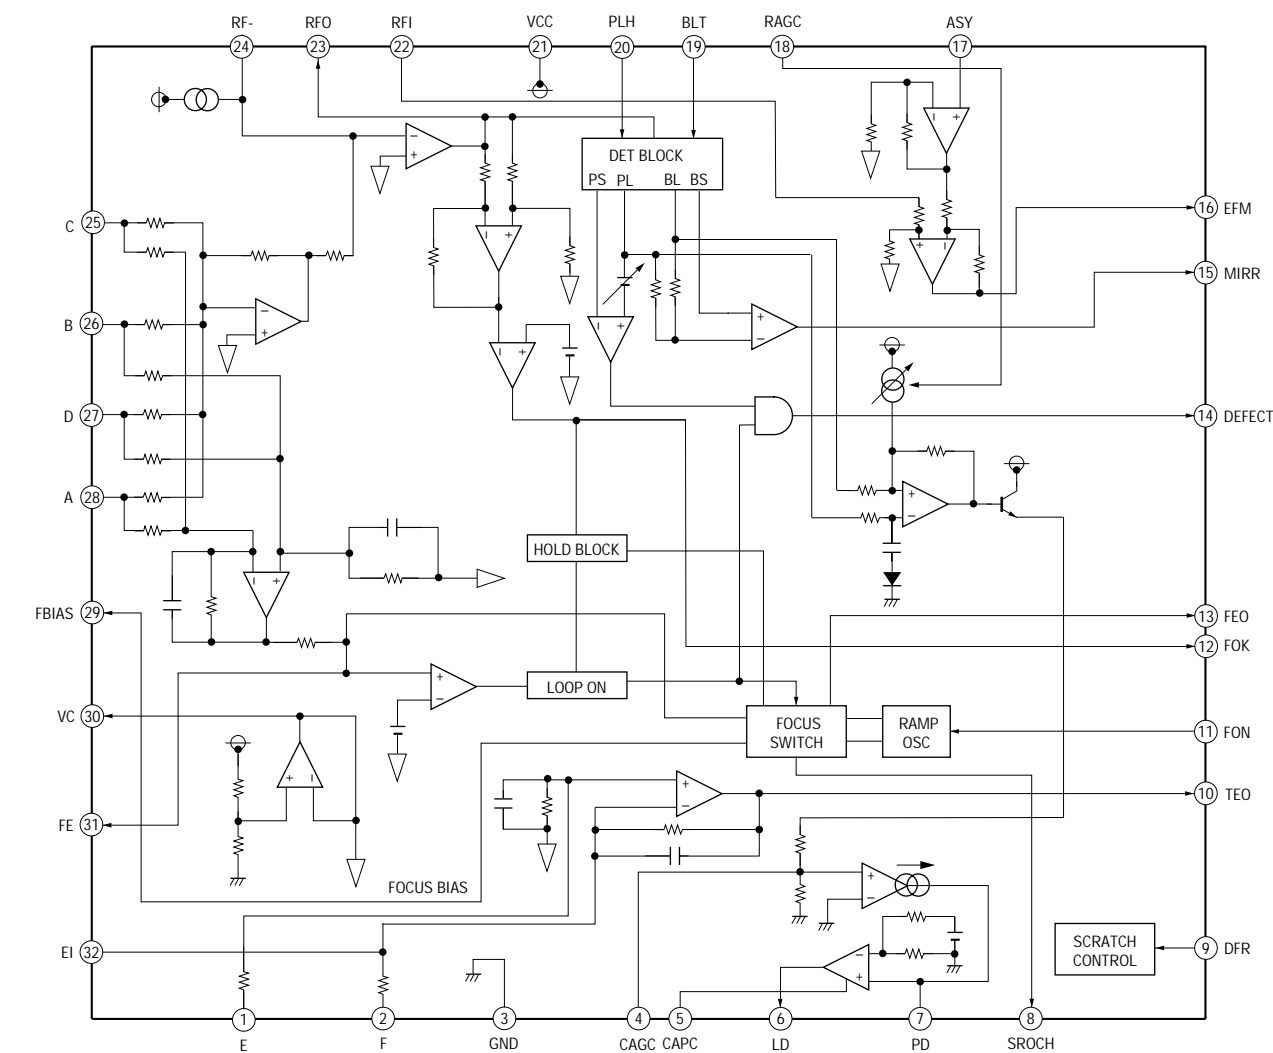 RF-
RFO
RFI
VCC
PLH
BLT
RAGC
ASY
24
23
22
21
20
19
18
17
DET BLOCK
PS PL BL BS
C 25
B 26
D 27
A 28
FBIAS 29
VC 30
FE 31
EI 32
16 EFM
15 MIRR
14 DEFECT
13 FEO
12 FOK
11 FON
10 TEO
9 DFR
HOLD BLOCK
LOOP ON
FOCUS
SWITCH
RAMP
OSC
FOCUS BIAS
SCRATCH
CONTROL
1
2
3
4
5
6
7
8
E
F
GND
CAGC
CAPC
LD
PD
SROCH